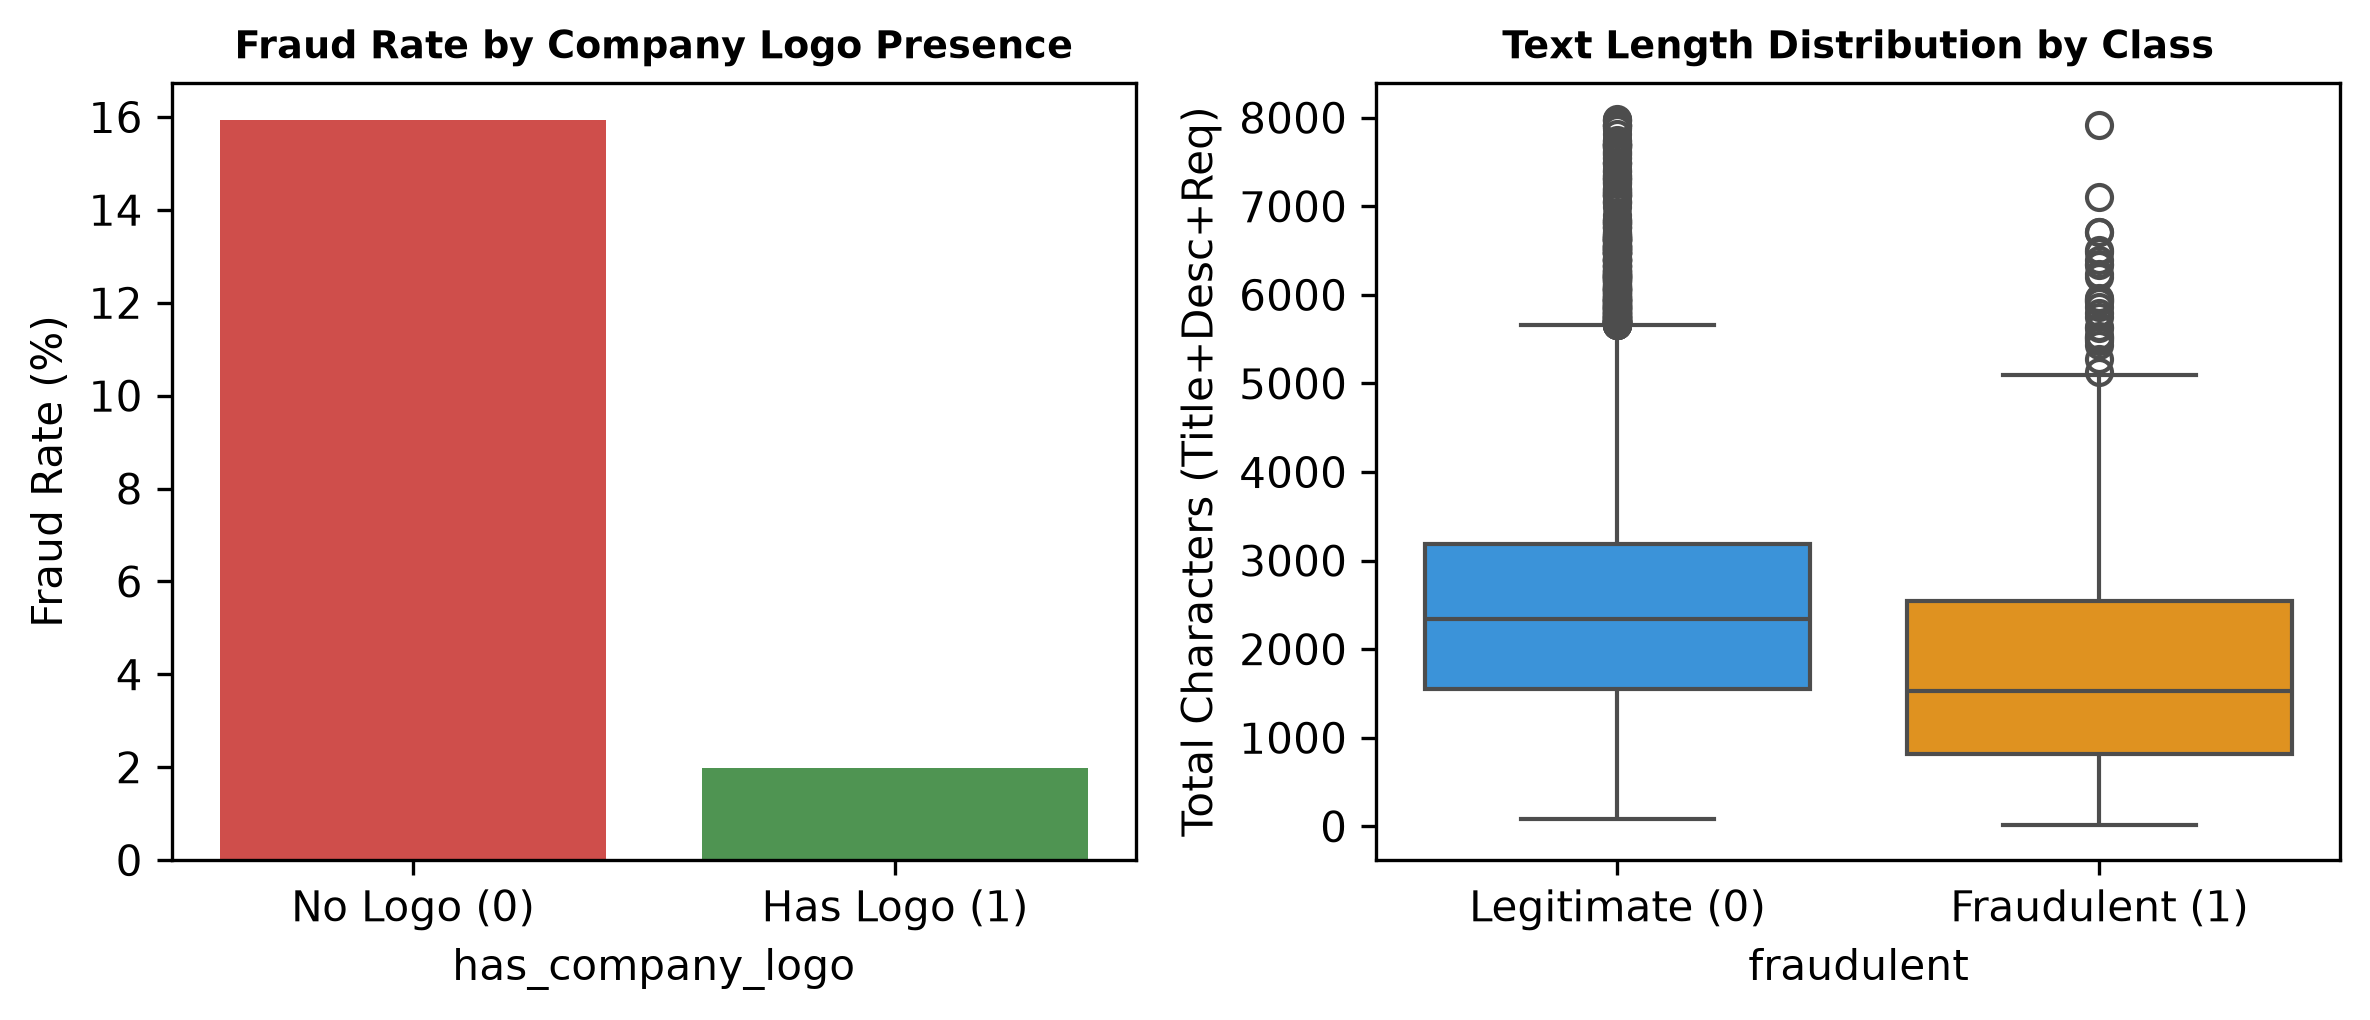 Fraud Rate by Company Logo Presence
Fraud Rate (%)
16
14
12
10
8
6
4
2
0
No Logo (0)
Has Logo (1)
has_company_logo
Text Length Distribution by Class
Total Characters (Title+Desc+Req)
8000
7000
6000
5000
4000
3000
2000
1000
0
Legitimate (0)
Fraudulent (1)
fraudulent